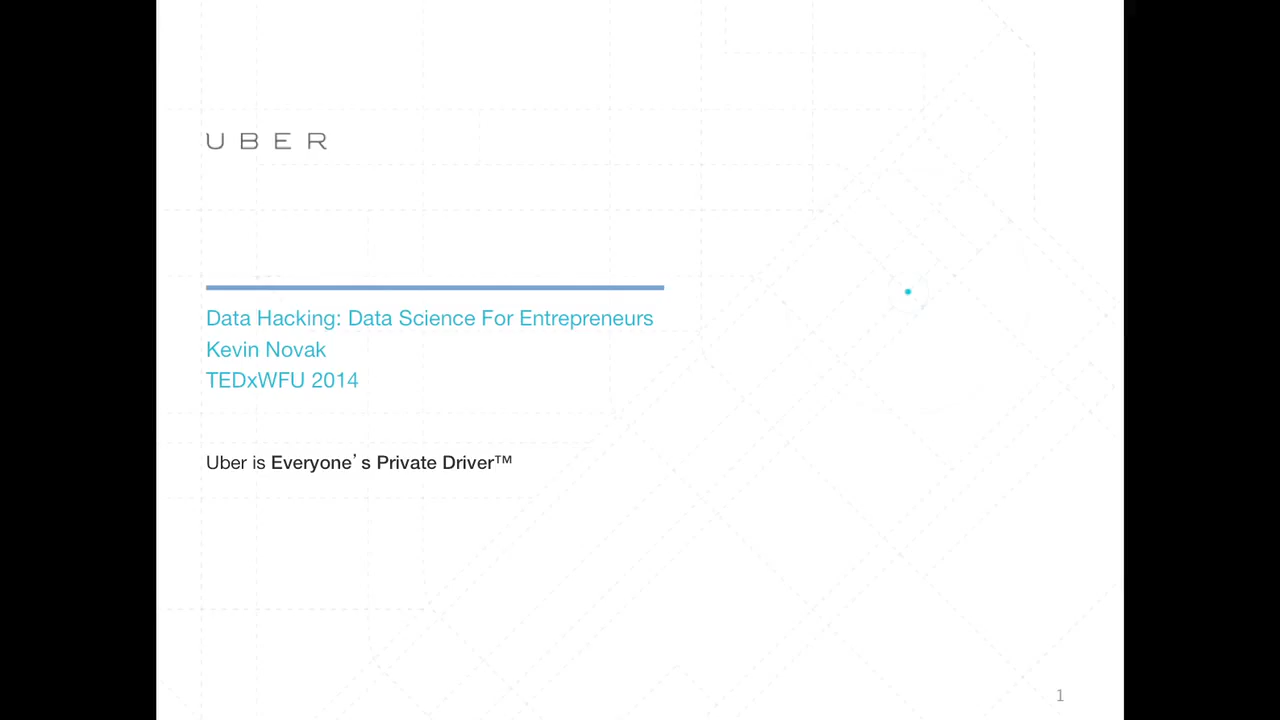 UBER
Data Hacking: Data Science For Entrepreneurs
Kevin Novak
TEDxWFU 2014
Uber is Everyone’s Private Driver™
1